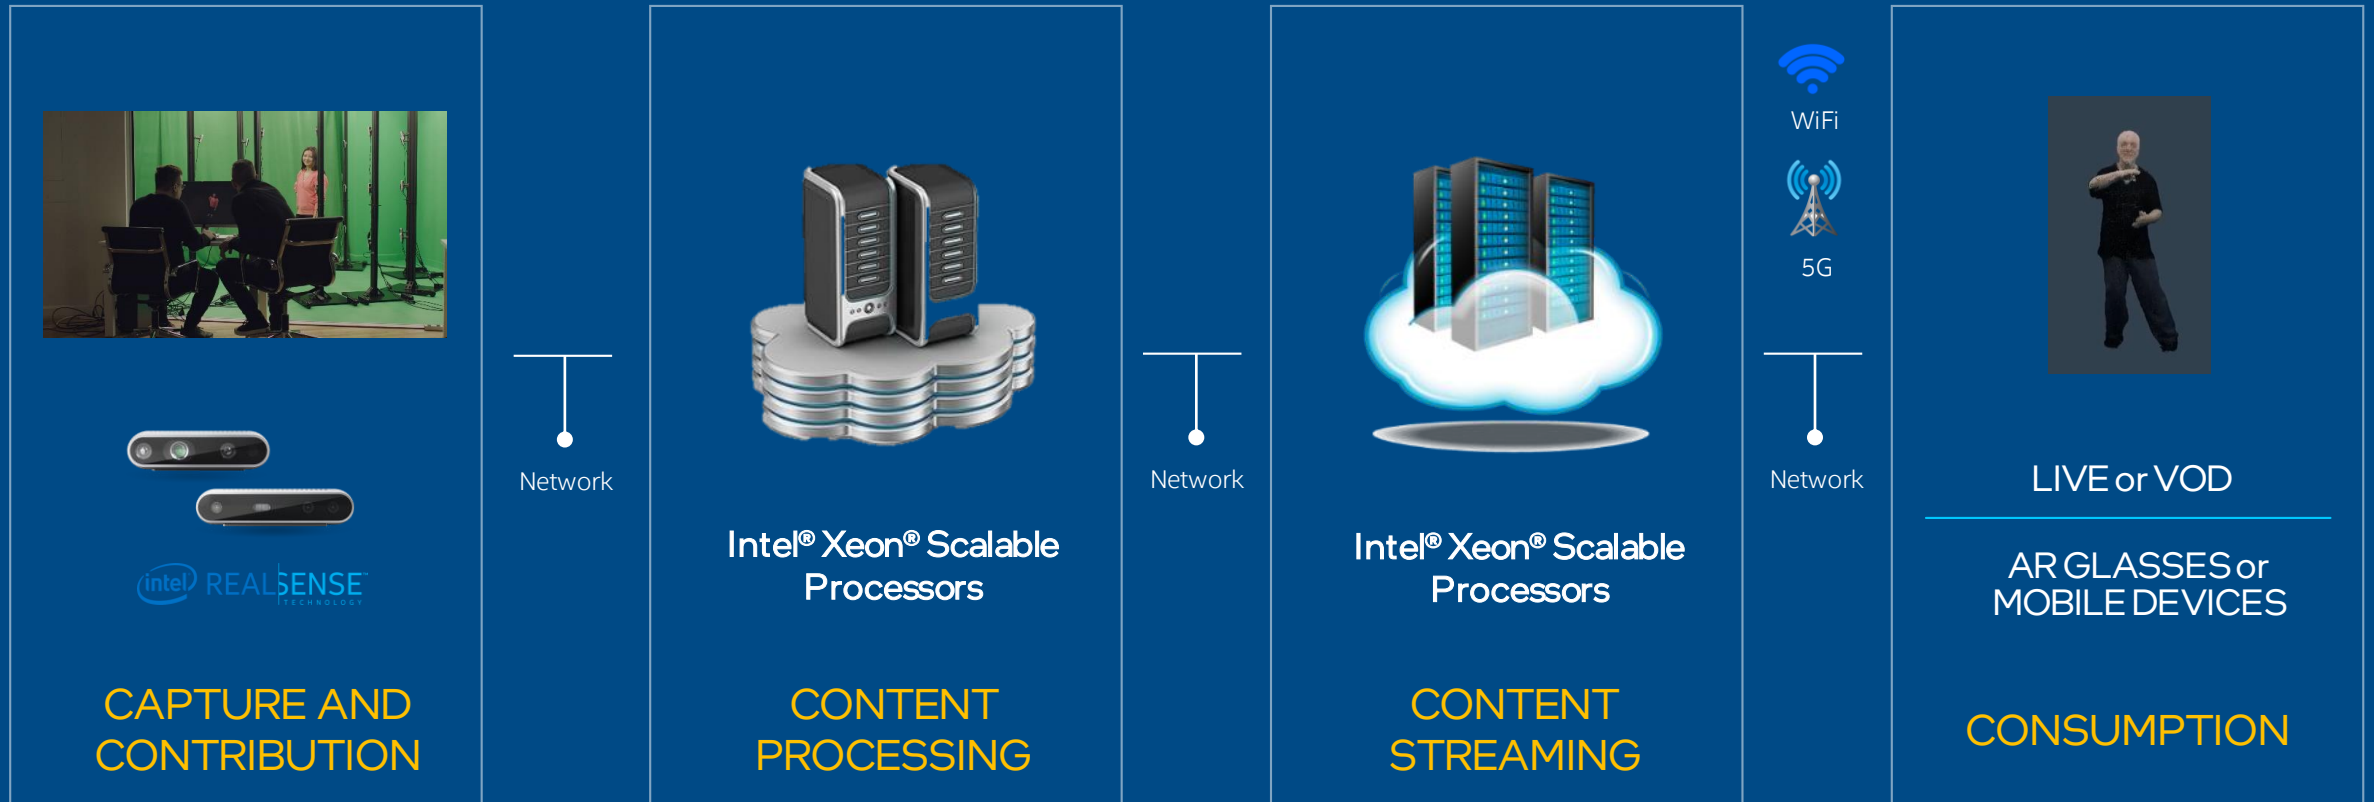 intel REALSENSE™
TECHNOLOGY
CAPTURE AND
CONTRIBUTION
Network
Intel® Xeon® Scalable
Processors
CONTENT
PROCESSING
Network
Intel® Xeon® Scalable
Processors
CONTENT
STREAMING
WiFi
5G
Network
LIVE or VOD
AR GLASSES or
MOBILE DEVICES
CONSUMPTION